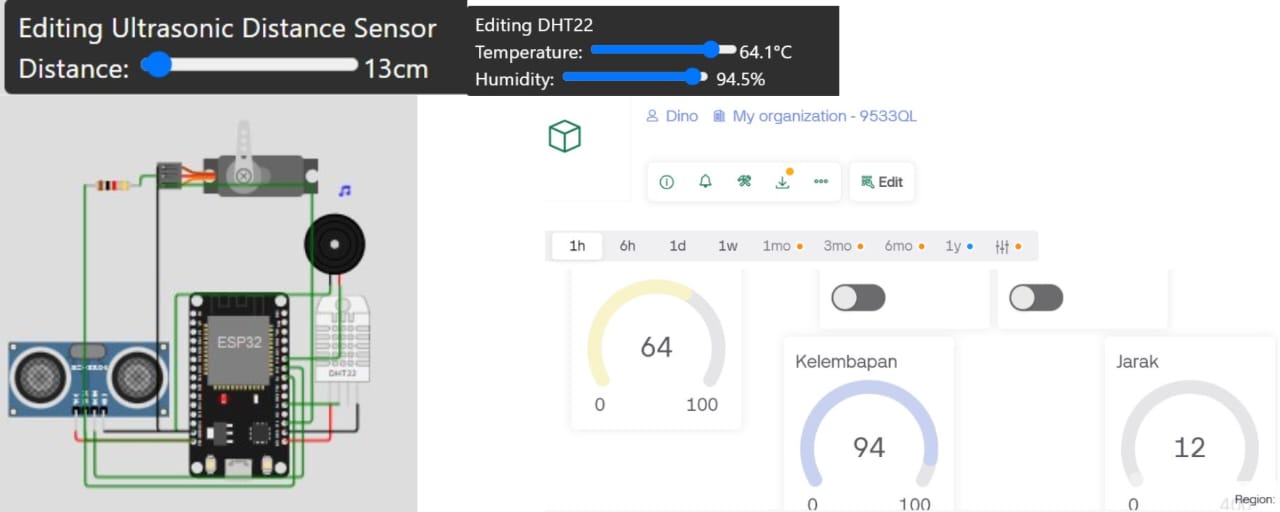 Editing Ultrasonic Distance Sensor
Distance: 13cm
Editing DHT22
Temperature: 64.1°C
Humidity: 94.5%
Dino My organization - 9533QL
Edit
1h 6h 1d 1w 1mo 3mo 6mo 1y
64
0 100
Kelembapan
94
0 100
Jarak
12
0
Region:
ESP32
DHT22